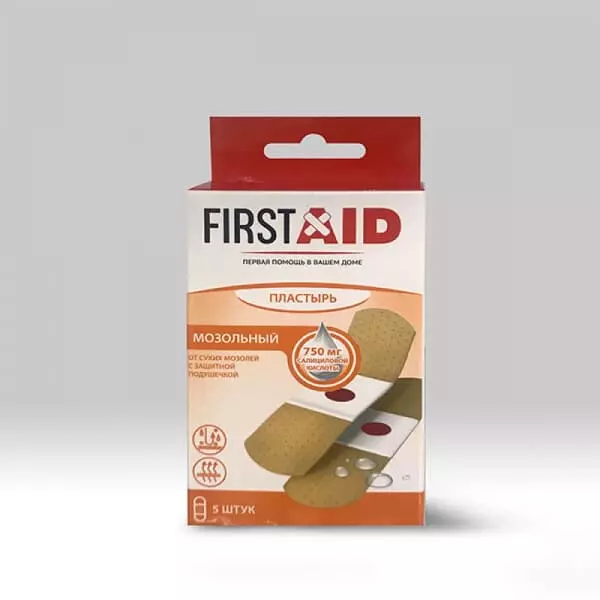 FIRST AID
ПЕРВАЯ ПОМОЩЬ В ВАШЕМ ДОМЕ
ПЛАСТЫРЬ
МОЗОЛЬНЫЙ
ОТ СУХИХ МОЗОЛЕЙ
С ЗАЩИТНОЙ
ПОДУШЕЧКОЙ
750 мг
САЛИЦИЛОВОЙ
КИСЛОТЫ
5 ШТУК